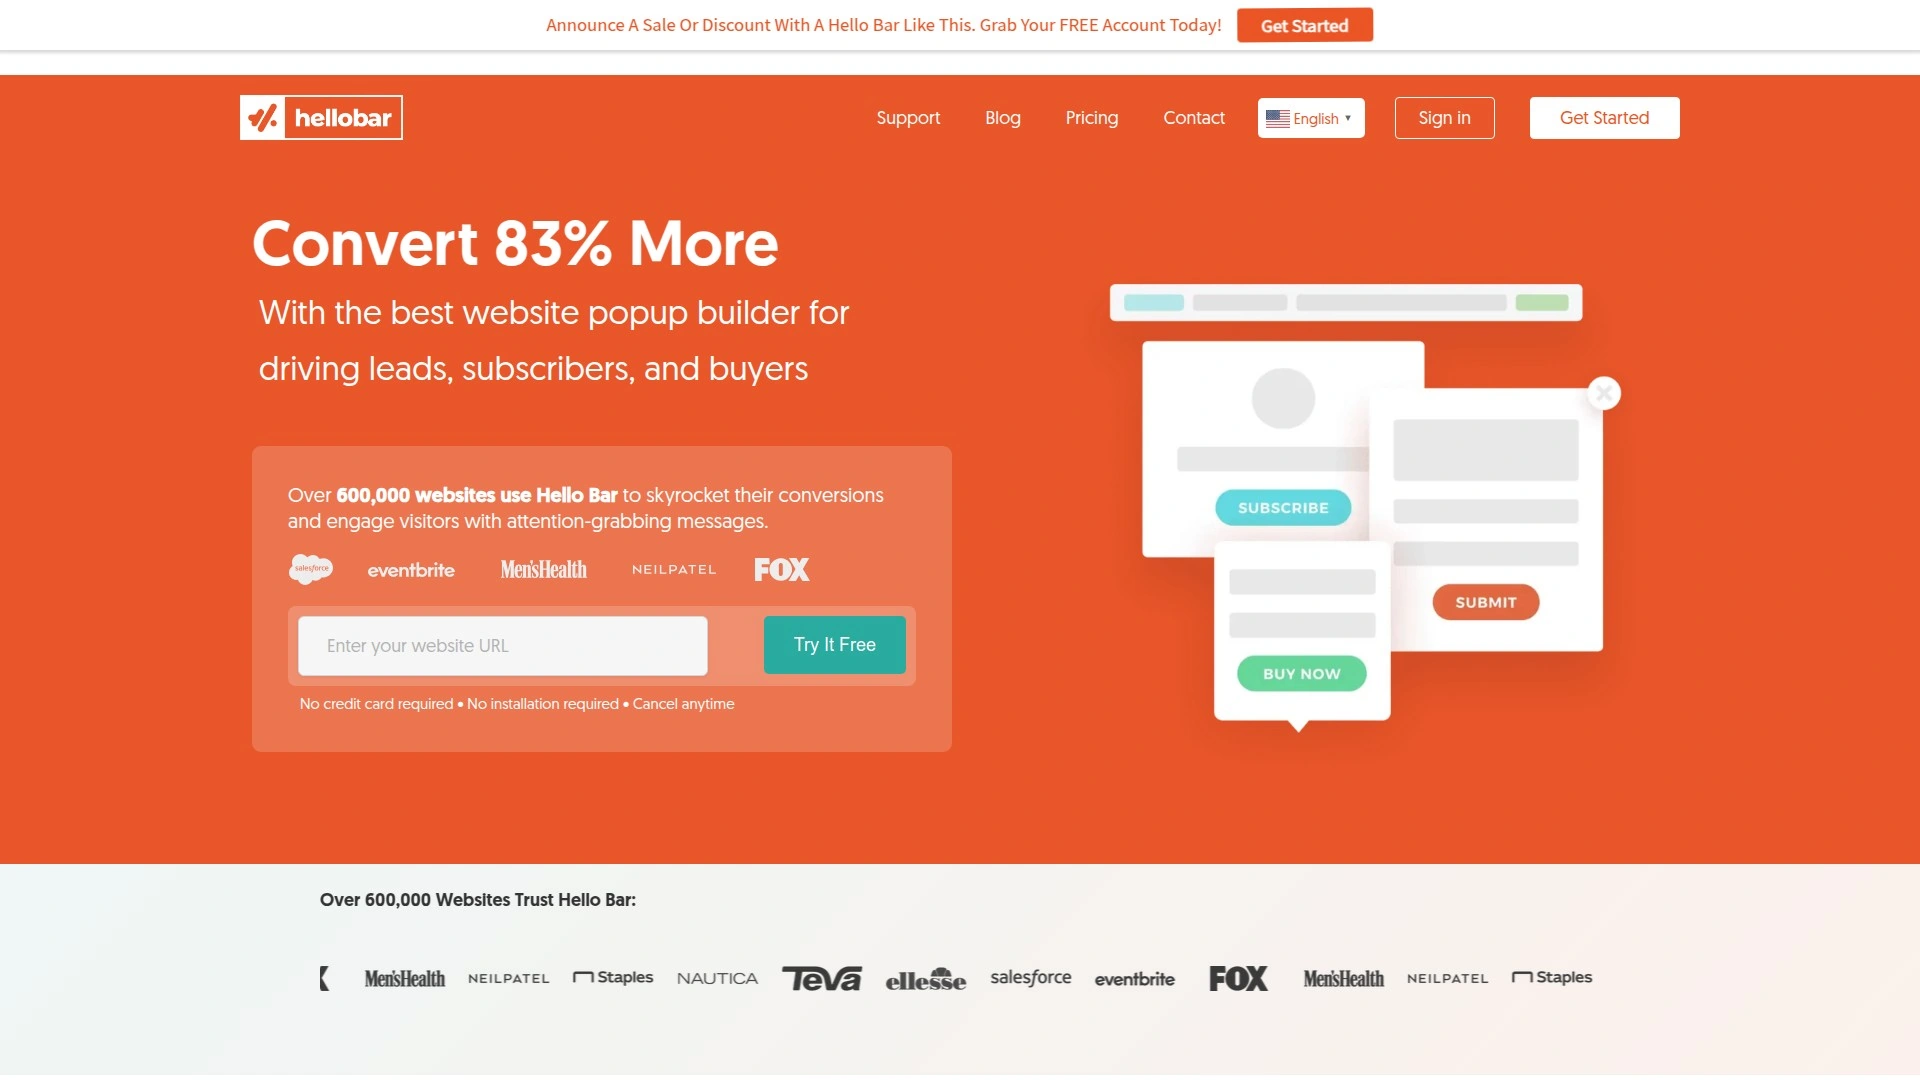 Announce A Sale Or Discount With A Hello Bar Like This. Grab Your FREE Account Today! Get Started
hellobar Support Blog Pricing Contact English ▼ Sign in Get Started
Convert 83% More
With the best website popup builder for
driving leads, subscribers, and buyers
Over 600,000 websites use Hello Bar to skyrocket their conversions
and engage visitors with attention-grabbing messages.
salesforce eventbrite Men'sHealth NEILPATEL FOX
Enter your website URL Try It Free
No credit card required • No installation required • Cancel anytime
SUBSCRIBE
SUBMIT
BUY NOW
Over 600,000 Websites Trust Hello Bar:
Men'sHealth NEILPATEL Staples NAUTICA Teva ellesse salesforce eventbrite FOX Men'sHealth NEILPATEL Staples